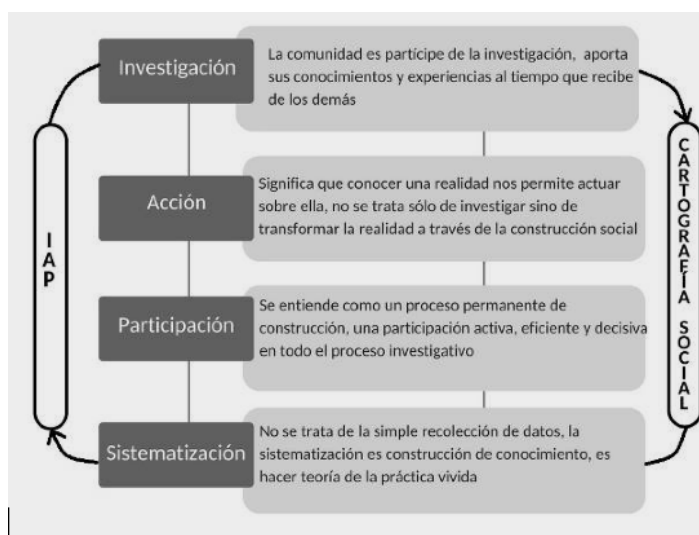 Investigación
La comunidad es partícipe de la investigación, aporta
sus conocimientos y experiencias al tiempo que recibe
de los demás
Acción
Significa que conocer una realidad nos permite actuar
sobre ella, no se trata sólo de investigar sino de
transformar la realidad a través de la construcción social
Participación
Se entiende como un proceso permanente de
construcción, una participación activa, eficiente y decisiva
en todo el proceso investigativo
Sistematización
No se trata de la simple recolección de datos, la
sistematización es construcción de conocimiento, es
hacer teoría de la práctica vivida
IAP
CARTOGRAFÍA SOCIAL